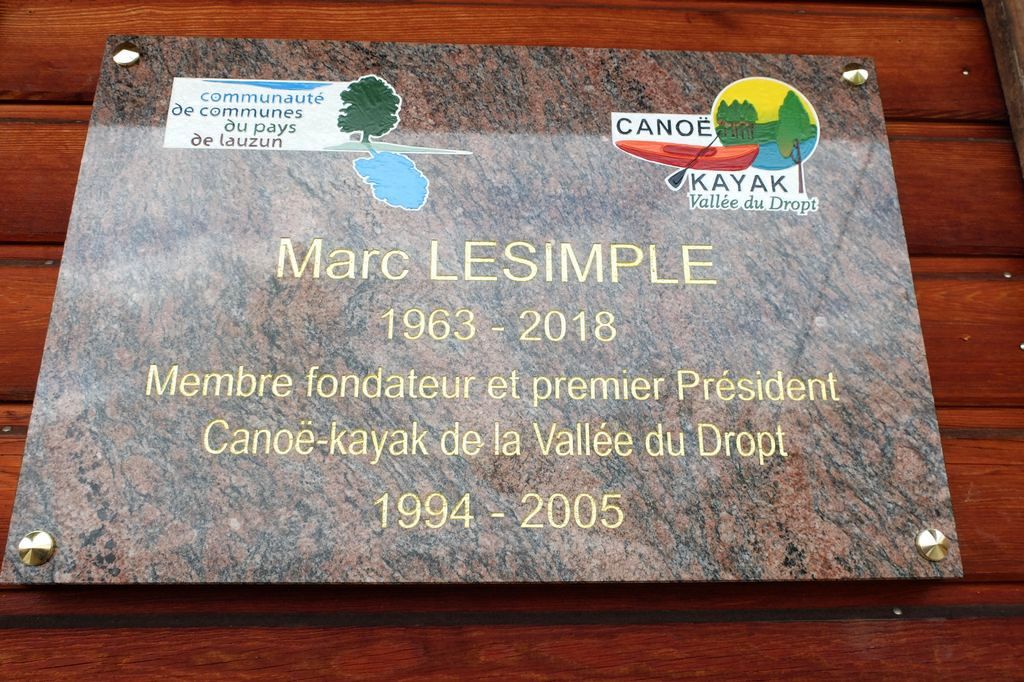 communauté
de communes
du pays
de lauzun
CANOË
KAYAK
Vallée du Dropt
Marc LESIMPLE
1963 - 2018
Membre fondateur et premier Président
Canoë-kayak de la Vallée du Dropt
1994 - 2005